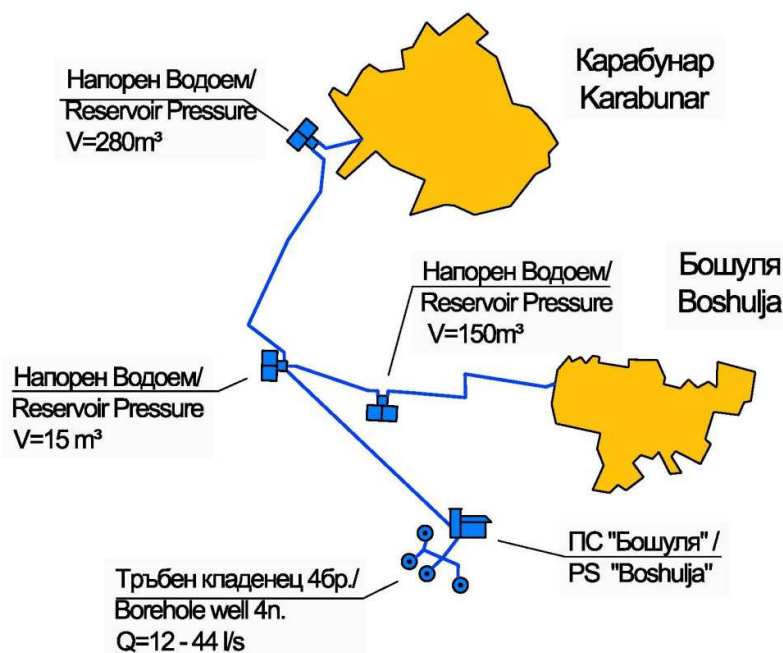 Карабунар
Karabunar
Напорен Водоем/
Reservoir Pressure
V=280m³
Бошуля
Boshulja
Напорен Водоем/
Reservoir Pressure
V=150m³
Напорен Водоем/
Reservoir Pressure
V=15 m³
ПС "Бошуля" /
PS "Boshulja"
Тръбен кладенец 4бр./
Borehole well 4n.
Q=12 - 44 l/s